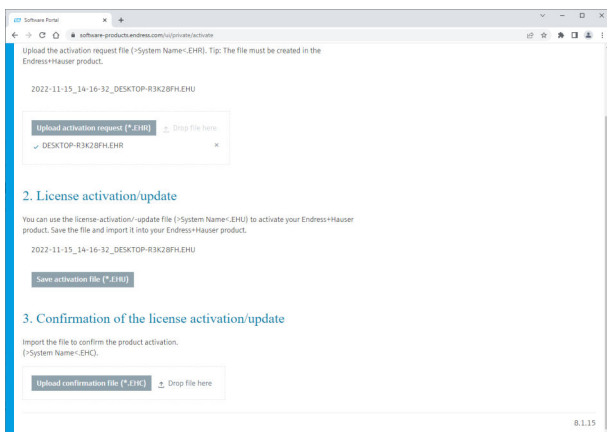 Software Portal
software-products.endress.com/ui/private/activate
Upload the activation request file (>System Name<.EHR). Tip: The file must be created in the
Endress+Hauser product.
2022-11-15_14-16-32_DESKTOP-R3K28FH.EHU
Upload activation request (*.EHR) Drop file here
DESKTOP-R3K28FH.EHR
2. License activation/update
You can use the license-activation/-update file (>System Name<.EHU) to activate your Endress+Hauser
product. Save the file and import it into your Endress+Hauser product.
2022-11-15_14-16-32_DESKTOP-R3K28FH.EHU
Save activation file (*.EHU)
3. Confirmation of the license activation/update
Import the file to confirm the product activation.
(>System Name<.EHC).
Upload confirmation file (*.EHC) Drop file here
8.1.15